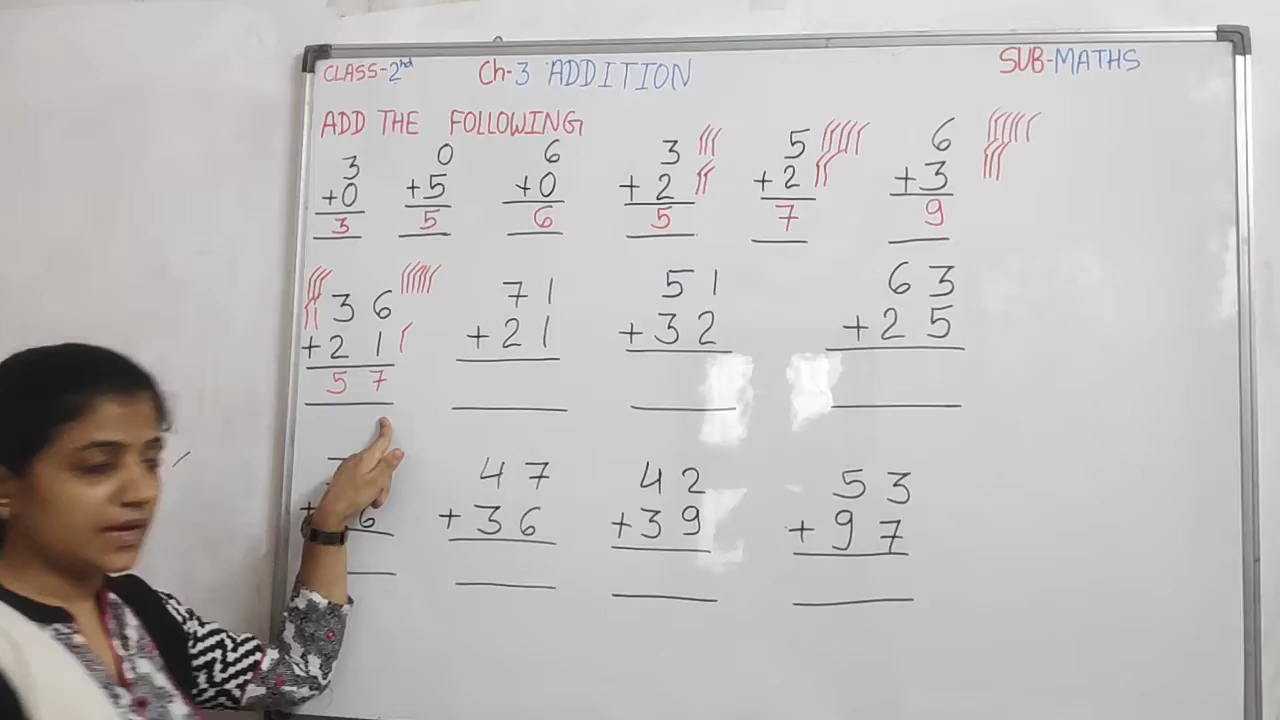 CLASS-2nd Ch-3 ADDITION SUB-MATHS
ADD THE FOLLOWING
3 0 6 3 5 6
+0 +5 +0 +2 +2 +3
3 5 6 5 7 9
36 71 51 63
+21 +21 +32 +25
57
47 42 53
+ 6 +36 +39 +97